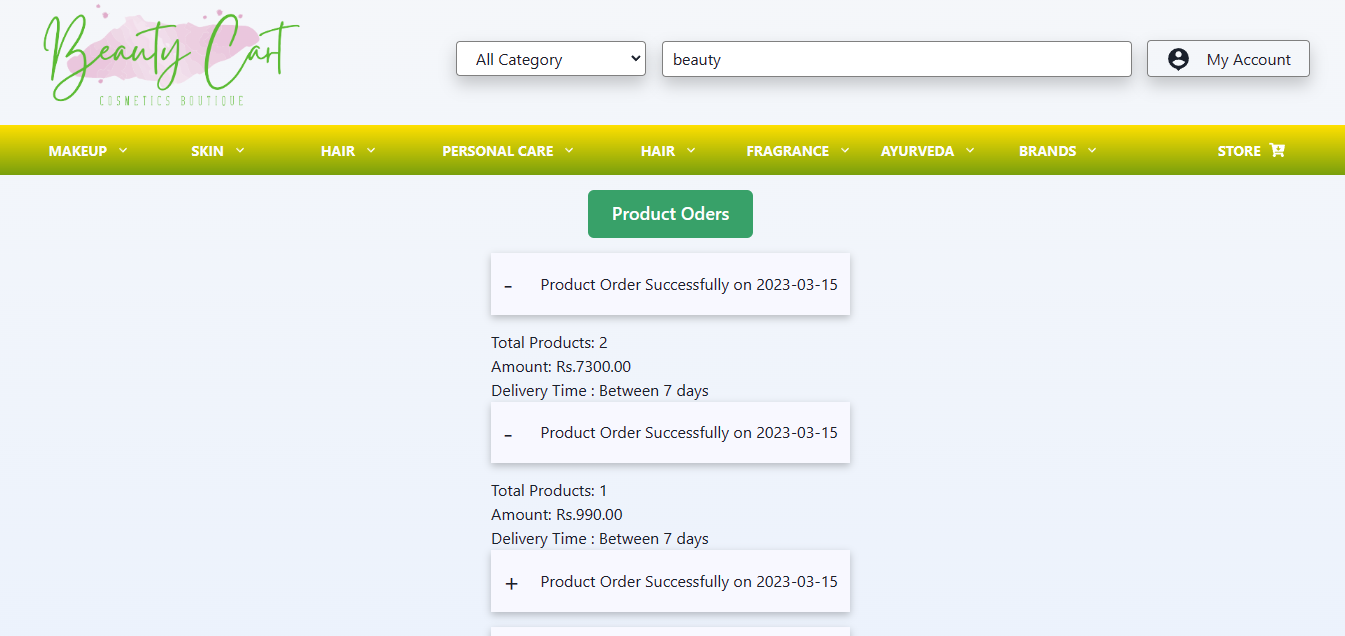 Beauty Cart
COSMETICS BOUTIQUE
All Category
beauty
My Account
MAKEUP
SKIN
HAIR
PERSONAL CARE
HAIR
FRAGRANCE
AYURVEDA
BRANDS
STORE
Product Oders
- Product Order Successfully on 2023-03-15
Total Products: 2
Amount: Rs.7300.00
Delivery Time : Between 7 days
- Product Order Successfully on 2023-03-15
Total Products: 1
Amount: Rs.990.00
Delivery Time : Between 7 days
+ Product Order Successfully on 2023-03-15